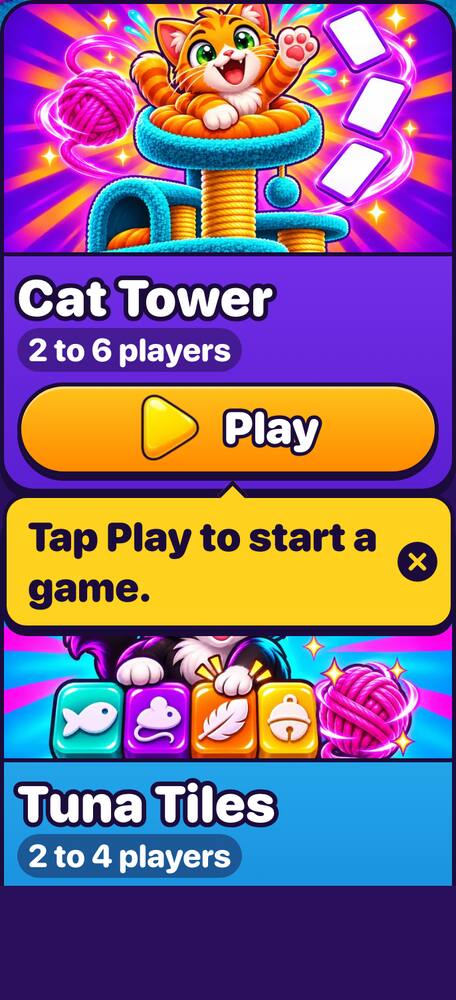 Cat Tower
2 to 6 players
Play
Tap Play to start a
game.
Tuna Tiles
2 to 4 players